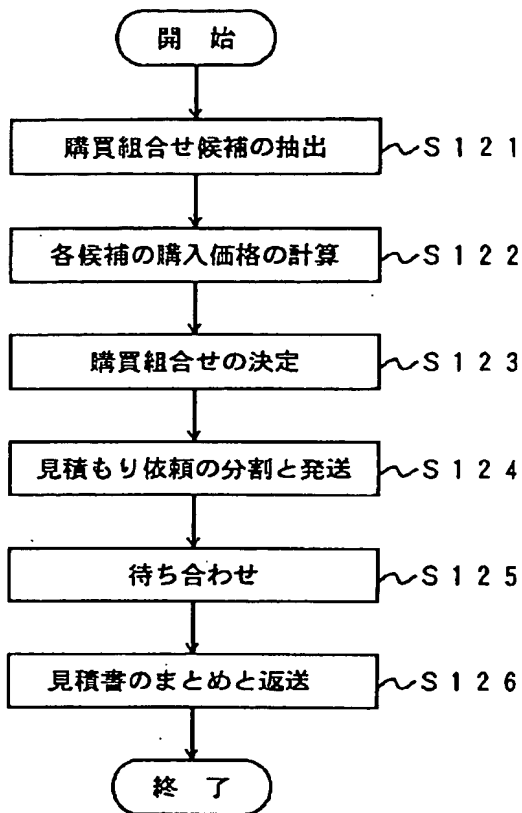 開 始
購買組合せ候補の抽出 S121
各候補の購入価格の計算 S122
購買組合せの決定 S123
見積もり依頼の分割と発送 S124
待ち合わせ S125
見積書のまとめと返送 S126
終 了